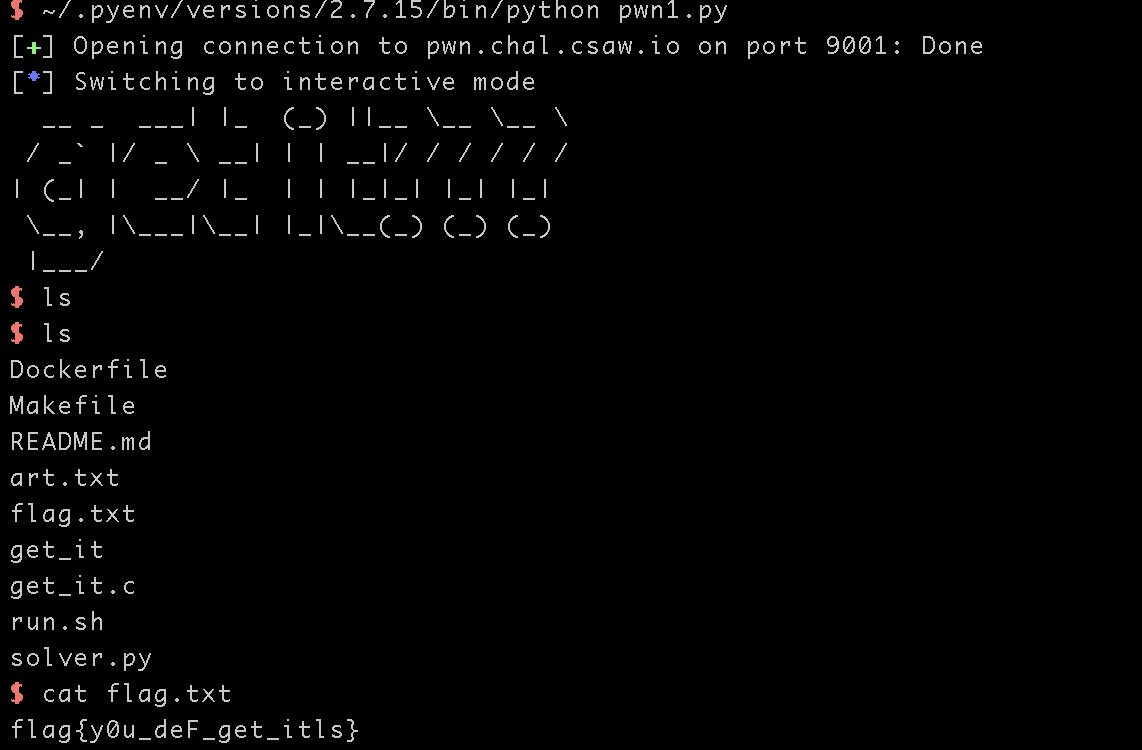 $ ~/.pyenv/versions/2.7.15/bin/python pwn1.py
[+] Opening connection to pwn.chal.csaw.io on port 9001: Done
[*] Switching to interactive mode
  __ _  ___| |_  (_) ||__ \__ \__ \
 / _` |/ _ \ __| | | __|/ / / / / /
| (_| |  __/ |_  | | |_|_| |_| |_|
 \__, |\___|\__| |_|\__(_) (_) (_)
 |___/
$ ls
$ ls
Dockerfile
Makefile
README.md
art.txt
flag.txt
get_it
get_it.c
run.sh
solver.py
$ cat flag.txt
flag{y0u_deF_get_itls}